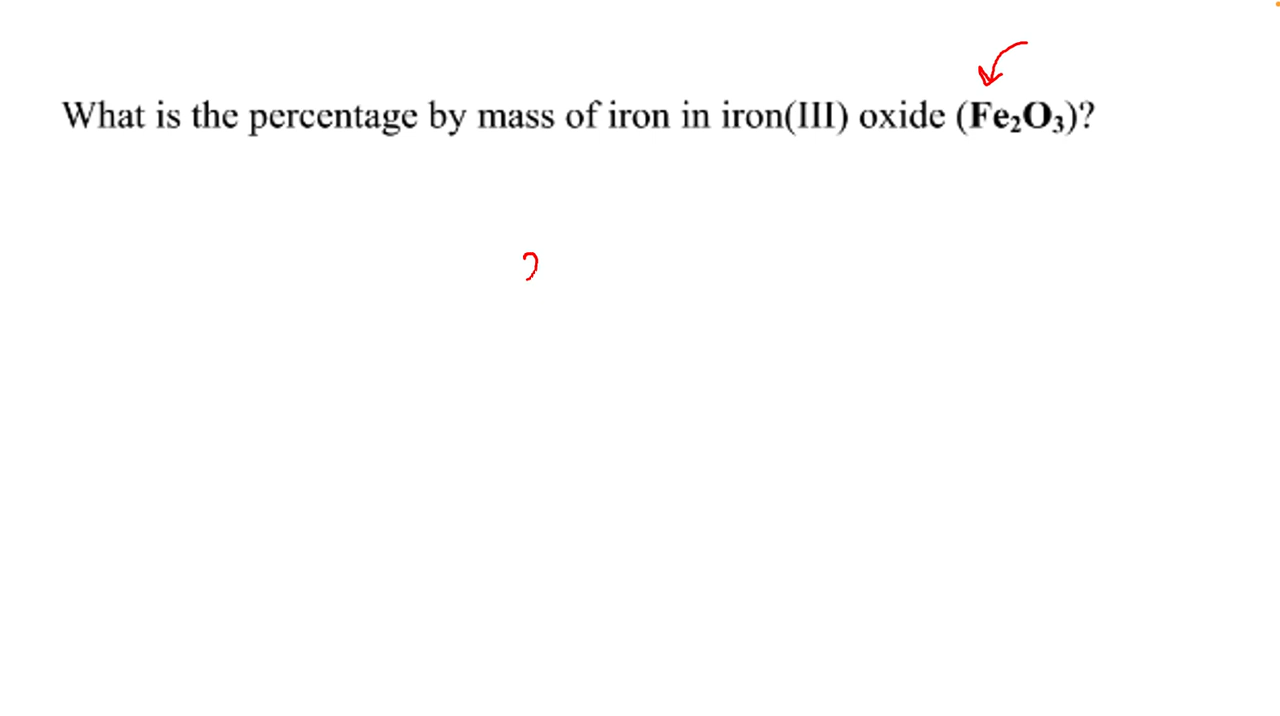 What is the percentage by mass of iron in iron(III) oxide (Fe₂O₃)?